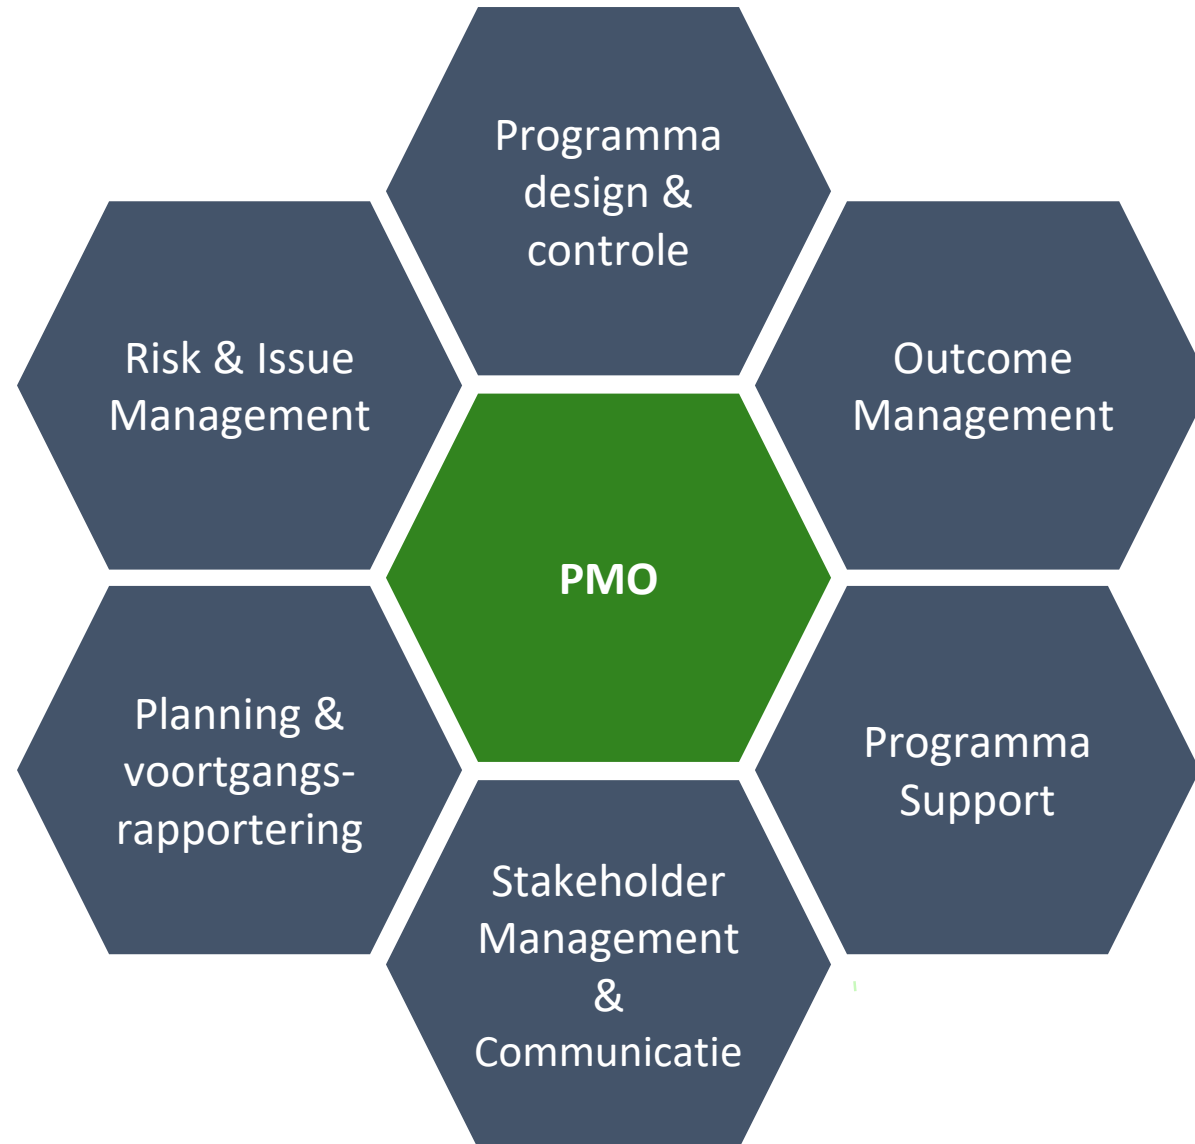 Programma
design &
controle
Risk & Issue
Management
Outcome
Management
PMO
Planning &
voortgangs-
rapportering
Programma
Support
Stakeholder
Management
&
Communicatie